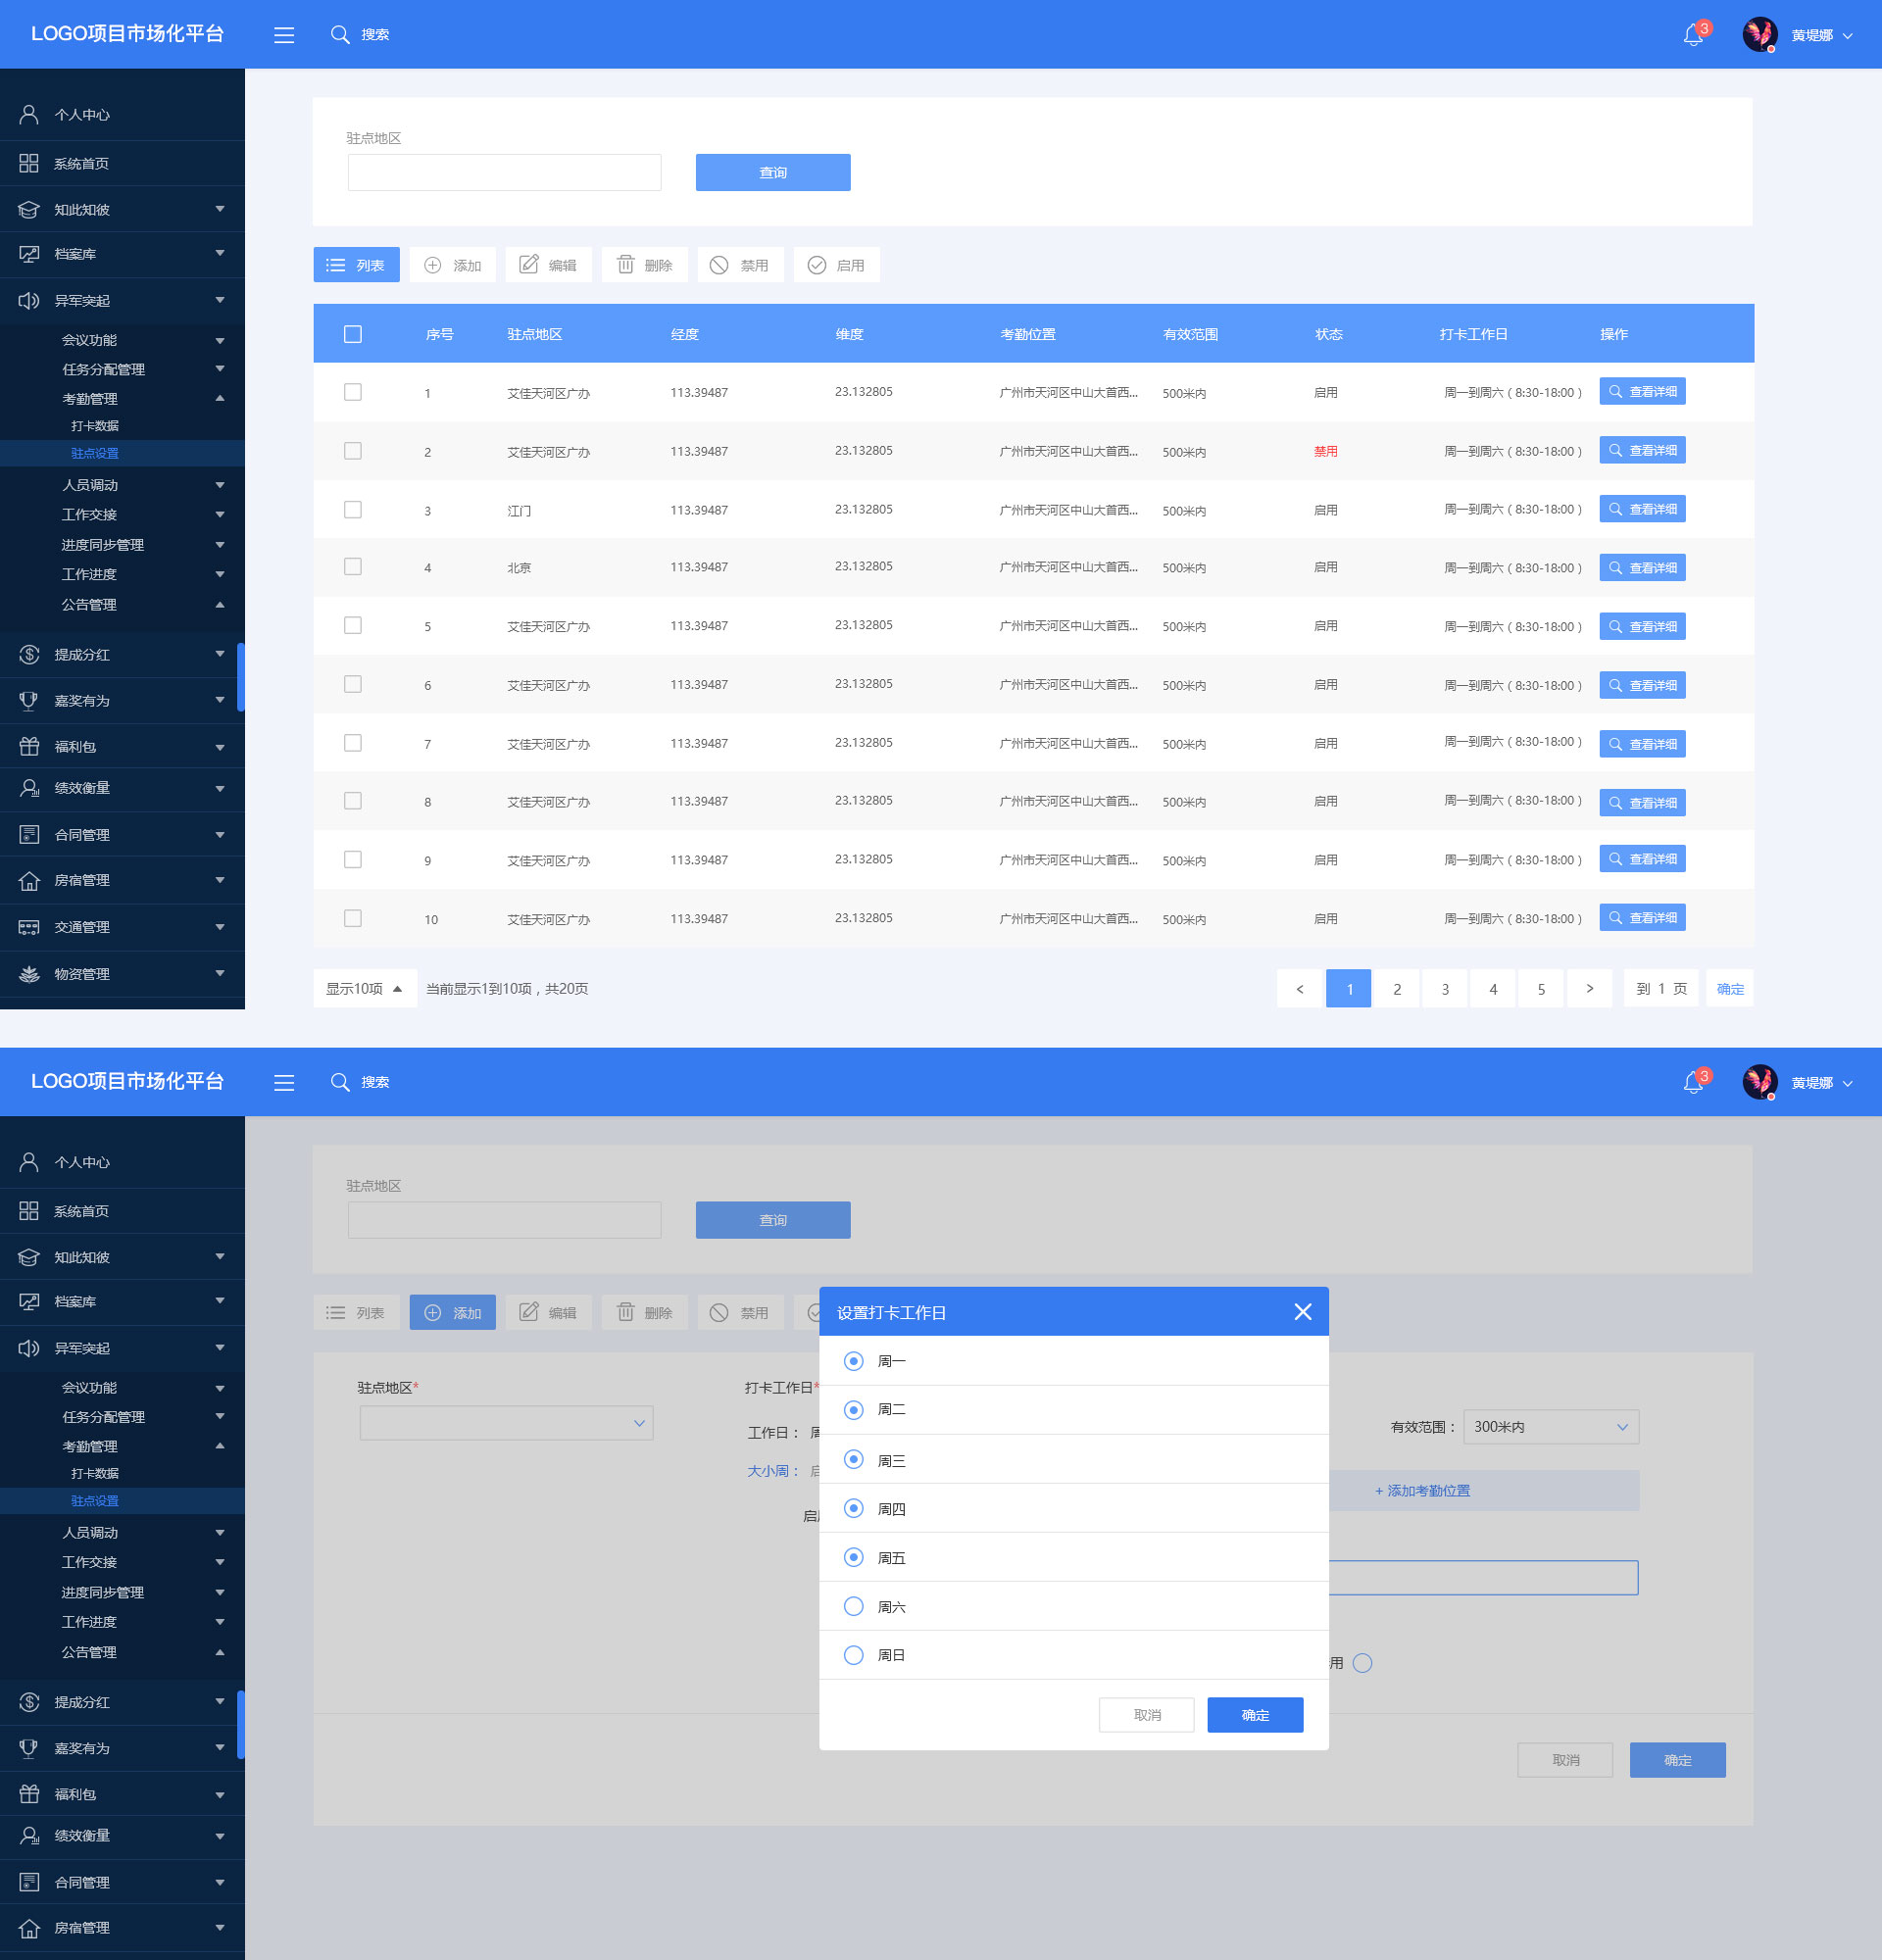 LOGO项目市场化平台
搜索
3
黄堤娜
个人中心
系统首页
知此知彼
档案库
异军突起
会议功能
任务分配管理
考勤管理
打卡数据
驻点设置
人员调动
工作交接
进度同步管理
工作进度
公告管理
提成分红
嘉奖有为
福利包
绩效衡量
合同管理
房宿管理
交通管理
物资管理
驻点地区
查询
列表 添加 编辑 删除 禁用 启用
序号 驻点地区 经度 维度 考勤位置 有效范围 状态 打卡工作日 操作
1 艾佳天河区广办 113.39487 23.132805 广州市天河区中山大首西... 500米内 启用 周一到周六（8:30-18:00） 查看详细
2 艾佳天河区广办 113.39487 23.132805 广州市天河区中山大首西... 500米内 禁用 周一到周六（8:30-18:00） 查看详细
3 江门 113.39487 23.132805 广州市天河区中山大首西... 500米内 启用 周一到周六（8:30-18:00） 查看详细
4 北京 113.39487 23.132805 广州市天河区中山大首西... 500米内 启用 周一到周六（8:30-18:00） 查看详细
5 艾佳天河区广办 113.39487 23.132805 广州市天河区中山大首西... 500米内 启用 周一到周六（8:30-18:00） 查看详细
6 艾佳天河区广办 113.39487 23.132805 广州市天河区中山大首西... 500米内 启用 周一到周六（8:30-18:00） 查看详细
7 艾佳天河区广办 113.39487 23.132805 广州市天河区中山大首西... 500米内 启用 周一到周六（8:30-18:00） 查看详细
8 艾佳天河区广办 113.39487 23.132805 广州市天河区中山大首西... 500米内 启用 周一到周六（8:30-18:00） 查看详细
9 艾佳天河区广办 113.39487 23.132805 广州市天河区中山大首西... 500米内 启用 周一到周六（8:30-18:00） 查看详细
10 艾佳天河区广办 113.39487 23.132805 广州市天河区中山大首西... 500米内 启用 周一到周六（8:30-18:00） 查看详细
显示10项 当前显示1到10项，共20页
< 1 2 3 4 5 > 到 1 页 确定
LOGO项目市场化平台
搜索
3
黄堤娜
个人中心
系统首页
知此知彼
档案库
异军突起
会议功能
任务分配管理
考勤管理
打卡数据
驻点设置
人员调动
工作交接
进度同步管理
工作进度
公告管理
提成分红
嘉奖有为
福利包
绩效衡量
合同管理
房宿管理
驻点地区
查询
列表 添加 编辑 删除 禁用
驻点地区*
打卡工作日*
工作日：
大小周：
有效范围： 300米内
+ 添加考勤位置
用
取消 确定
设置打卡工作日
周一
周二
周三
周四
周五
周六
周日
取消 确定